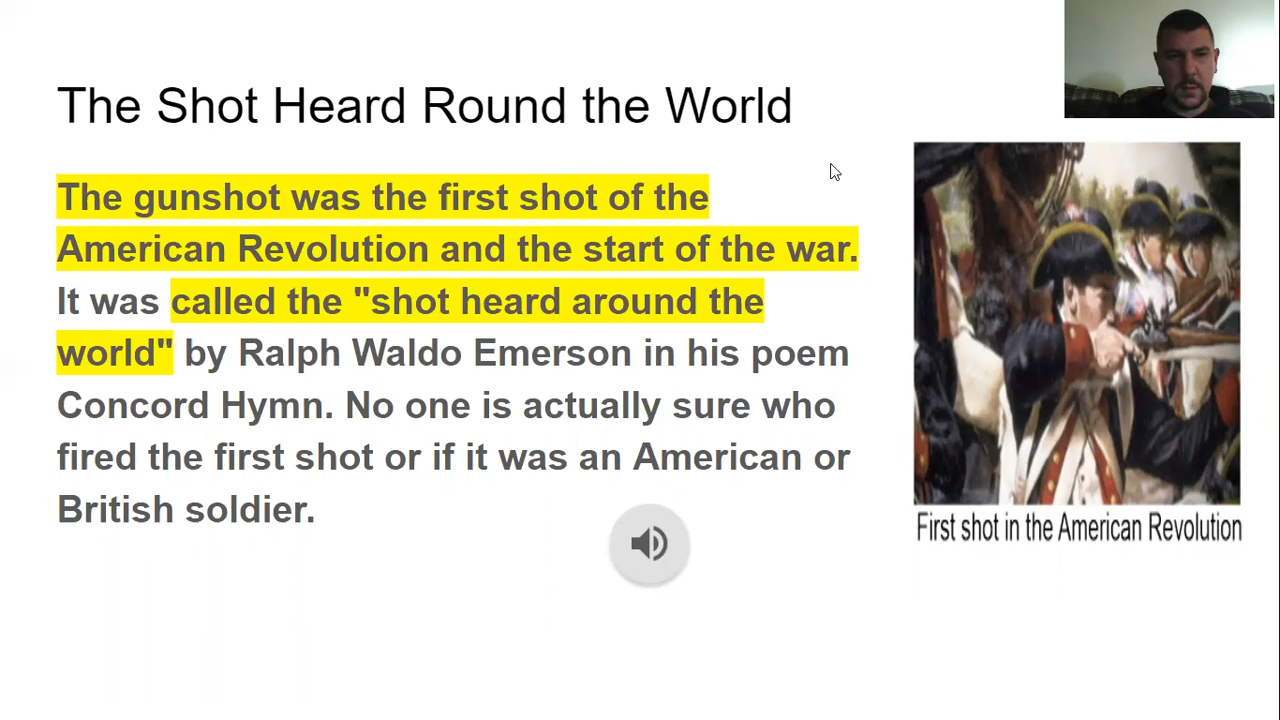 The Shot Heard Round the World
The gunshot was the first shot of the
American Revolution and the start of the war.
It was called the "shot heard around the
world" by Ralph Waldo Emerson in his poem
Concord Hymn. No one is actually sure who
fired the first shot or if it was an American or
British soldier.
First shot in the American Revolution